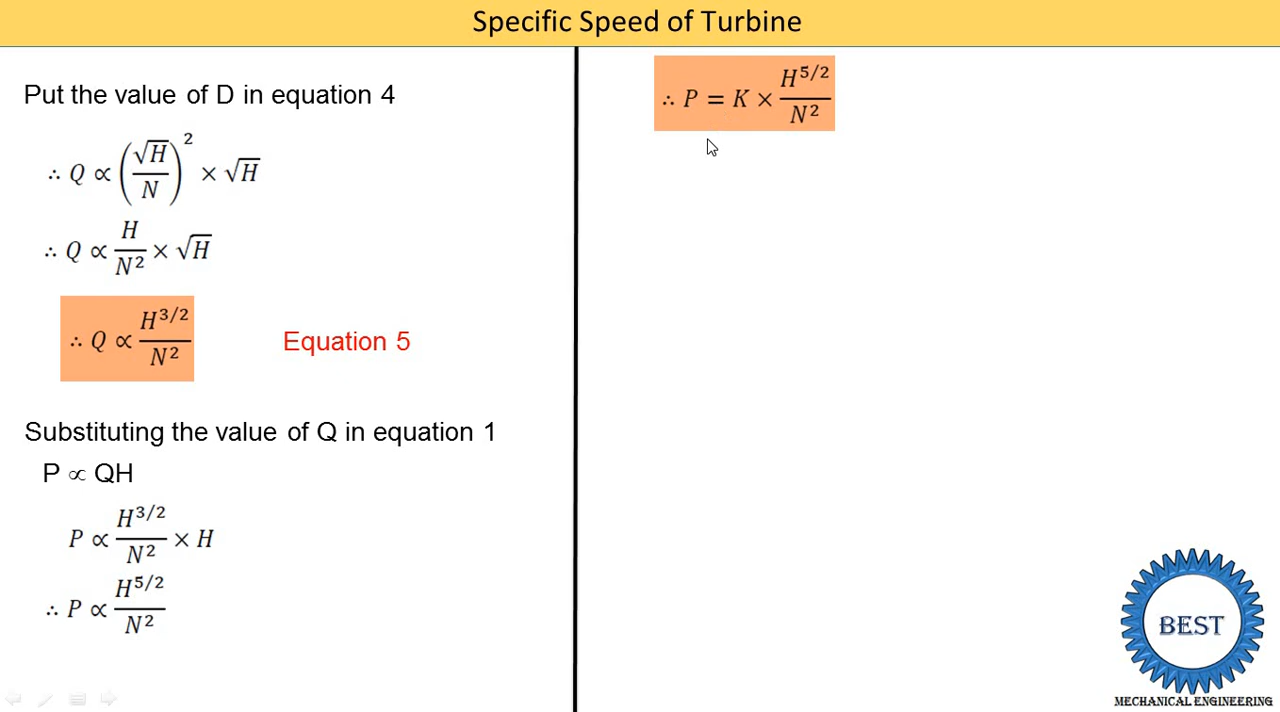 Specific Speed of Turbine
Put the value of D in equation 4
∴ Q ∝ (√H/N)² × √H
∴ Q ∝ H/N² × √H
∴ Q ∝ H^3/2 / N²
Equation 5
Substituting the value of Q in equation 1
P ∝ QH
P ∝ H^3/2 / N² × H
∴ P ∝ H^5/2 / N²
∴ P = K × H^5/2 / N²
BEST
MECHANICAL ENGINEERING